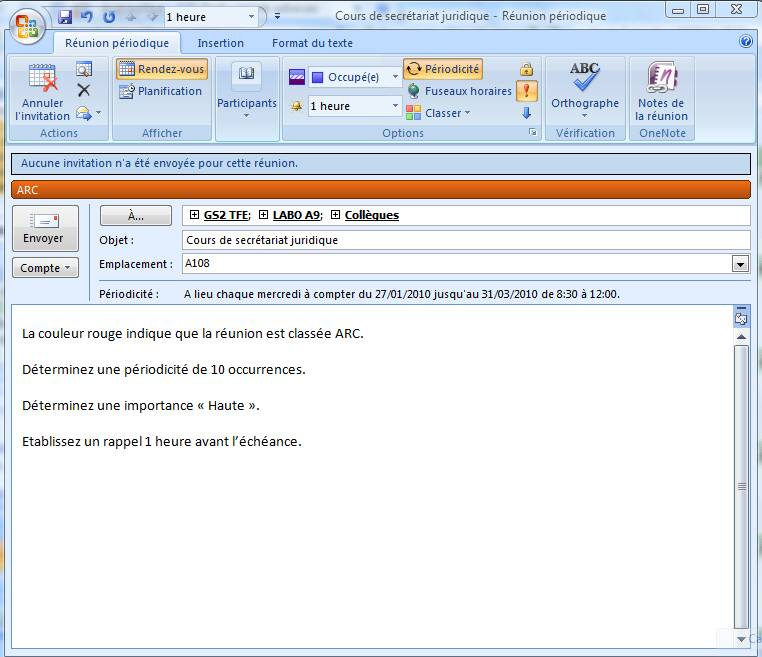 1 heure
Cours de secrétariat juridique - Réunion périodique
Réunion périodique
Insertion
Format du texte
Annuler
l'invitation
Actions
Rendez-vous
Planification
Afficher
Participants
Occupé(e)
1 heure
Périodicité
Fuseaux horaires
Classer
Options
ABC
Orthographe
Vérification
Notes de
la réunion
OneNote
Aucune invitation n'a été envoyée pour cette réunion.
ARC
Envoyer
Compte
À...
GS2 TFE; LABO A9; Collègues
Objet :
Cours de secrétariat juridique
Emplacement :
A108
Périodicité :
A lieu chaque mercredi à compter du 27/01/2010 jusqu'au 31/03/2010 de 8:30 à 12:00.
La couleur rouge indique que la réunion est classée ARC.
Déterminez une périodicité de 10 occurrences.
Déterminez une importance « Haute ».
Etablissez un rappel 1 heure avant l'échéance.